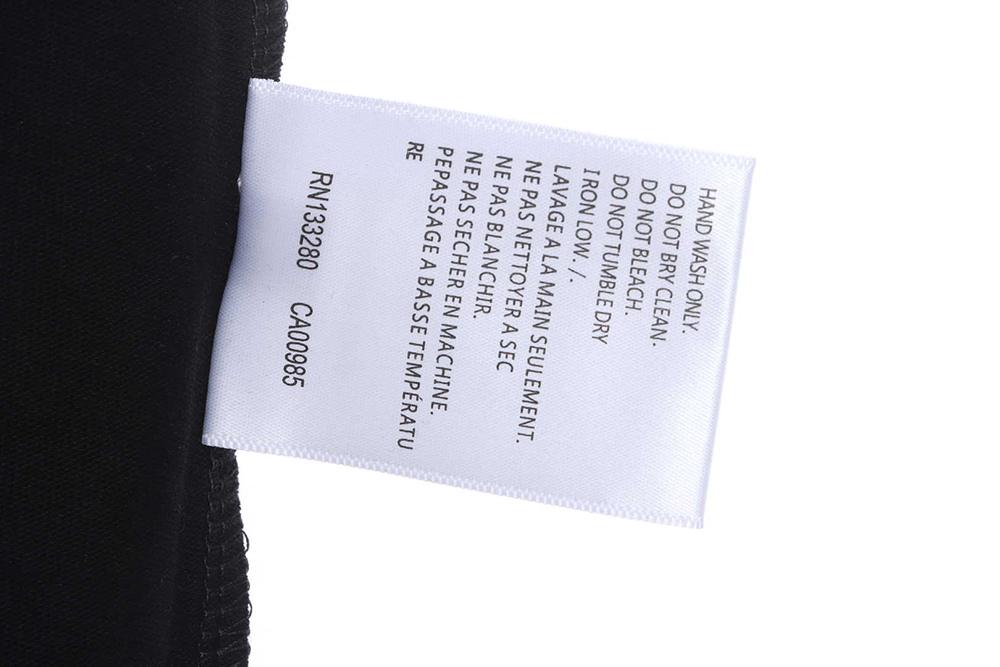 HAND WASH ONLY.
DO NOT BRY CLEAN.
DO NOT BLEACH.
DO NOT TUMBLE DRY
IRON LOW. /.
LAVAGE A LA MAIN SEULEMENT.
NE PAS NETTOYER A SEC
NE PAS BLANCHIR.
NE PAS SECHER EN MACHINE.
PEPASSAGE A BASSE TEMPÉRATU
RE
RN133280 CA00985